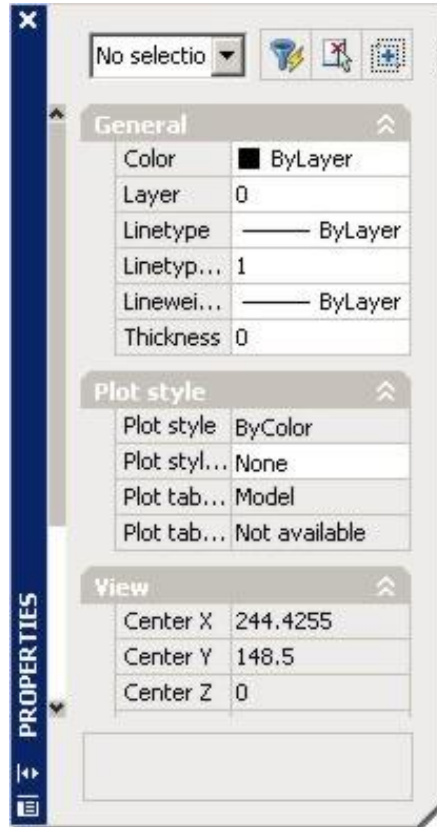 No selectio
General
Color ByLayer
Layer 0
Linetype ByLayer
Linetyp... 1
Linewei... ByLayer
Thickness 0
Plot style
Plot style ByColor
Plot styl... None
Plot tab... Model
Plot tab... Not available
View
Center X 244.4255
Center Y 148.5
Center Z 0
PROPERTIES